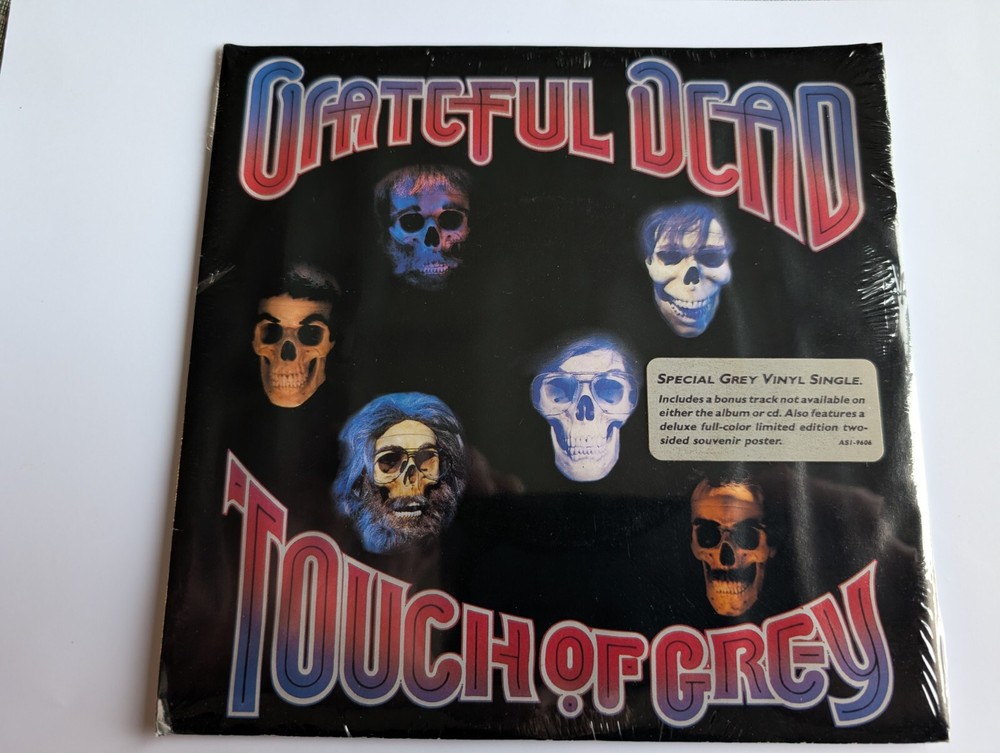 GRATEFUL DEAD
SPECIAL GREY VINYL SINGLE.
Includes a bonus track not available on
either the album or cd. Also features a
deluxe full-color limited edition two-
sided souvenir poster. AS1-9606
TOUCH OF GREY